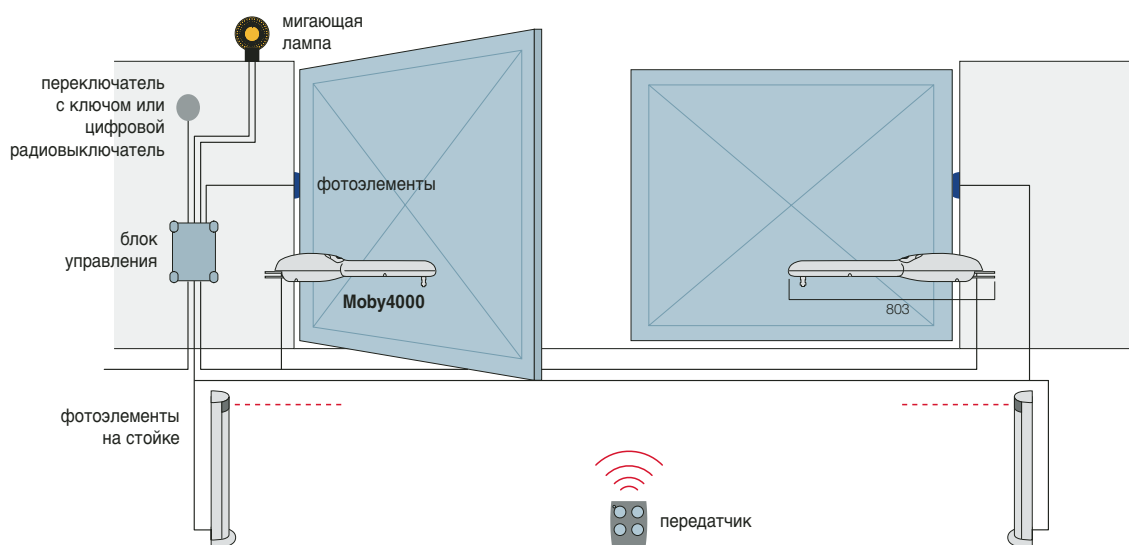 мигающая
лампа
переключатель
с ключом или
цифровой
радиовыключатель
фотоэлементы
блок
управления
Moby4000
803
фотоэлементы
на стойке
передатчик